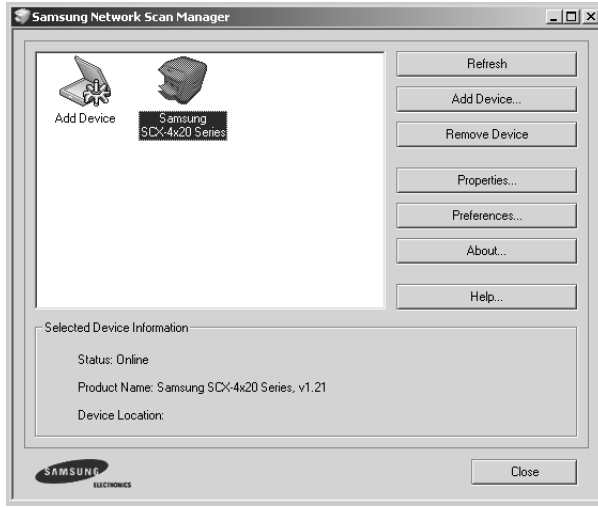 Samsung Network Scan Manager
Add Device
Samsung
SCX-4x20 Series
Refresh
Add Device...
Remove Device
Properties...
Preferences...
About...
Help...
Selected Device Information
Status: Online
Product Name: Samsung SCX-4x20 Series, v1.21
Device Location:
SAMSUNG
ELECTRONICS
Close